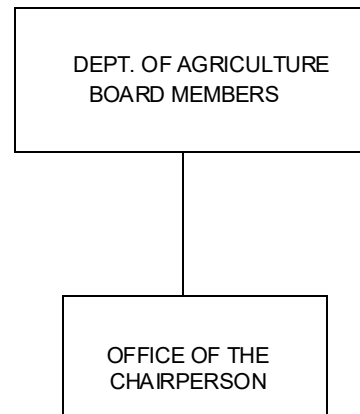 DEPT. OF AGRICULTURE
BOARD MEMBERS
OFFICE OF THE
CHAIRPERSON